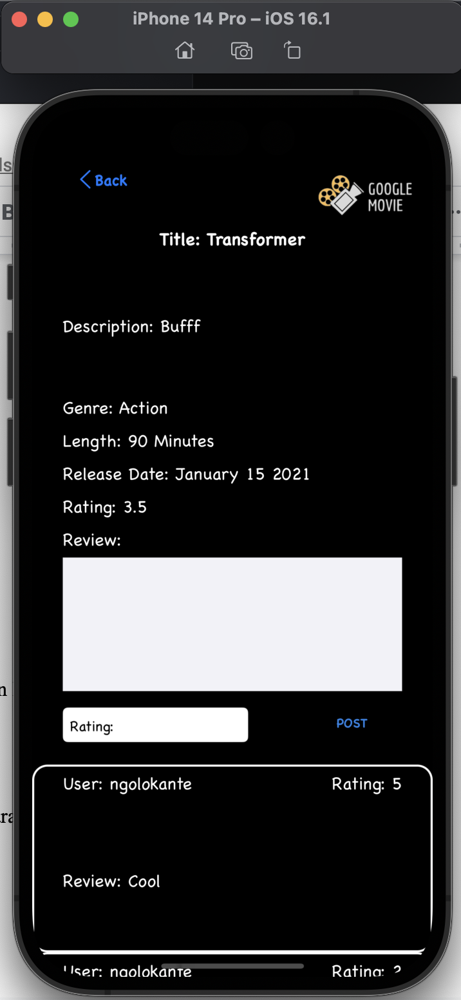 iPhone 14 Pro – iOS 16.1
ls
Back
GOOGLE
MOVIE
B
Title: Transformer
Description: Bufff
Genre: Action
Length: 90 Minutes
Release Date: January 15 2021
Rating: 3.5
Review:
n
Rating:
POST
User: ngolokante
Rating: 5
ra
Review: Cool
User: ngolokante
Rating: 2